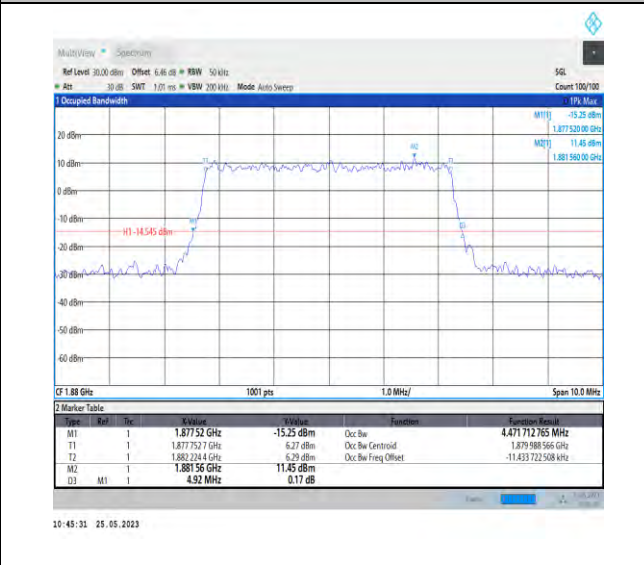 MultiView Spectrum
Ref Level 30.00 dBm Offset 6.46 dB RBW 50 kHz SGL
Att 30 dB SWT 1.01 ms VBW 200 kHz Mode Auto Sweep Count 100/100
1 Occupied Bandwidth 1Pk Max
M1[1] -15.25 dBm
1.877 520 00 GHz
M2[1] 11.45 dBm
1.881 560 00 GHz
20 dBm
M2
10 dBm
T1
T2
0 dBm
-10 dBm
M1
D3
H1 -14.545 dBm
-20 dBm
-30 dBm
-40 dBm
-50 dBm
-60 dBm
CF 1.88 GHz 1001 pts 1.0 MHz/ Span 10.0 MHz
2 Marker Table
Type Ref Trc X-Value Y-Value Function Function Result
M1 1 1.877 52 GHz -15.25 dBm Occ Bw 4.471 712 765 MHz
T1 1 1.877 752 7 GHz 6.27 dBm Occ Bw Centroid 1.879 988 566 GHz
T2 1 1.882 224 4 GHz 6.29 dBm Occ Bw Freq Offset -11.433 722 508 kHz
M2 1 1.881 56 GHz 11.45 dBm
D3 M1 1 4.92 MHz 0.17 dB
10:45:31 25.05.2023